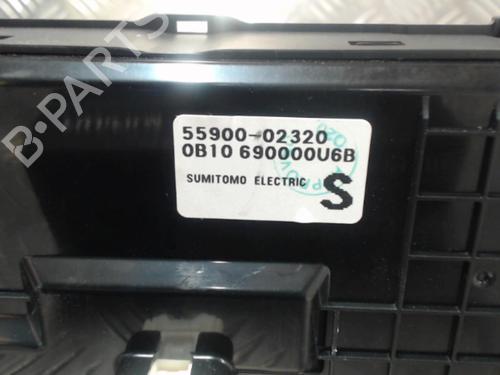 55900-02320
0B10 690000U6B
SUMITOMO ELECTRIC
S
B-PARTS